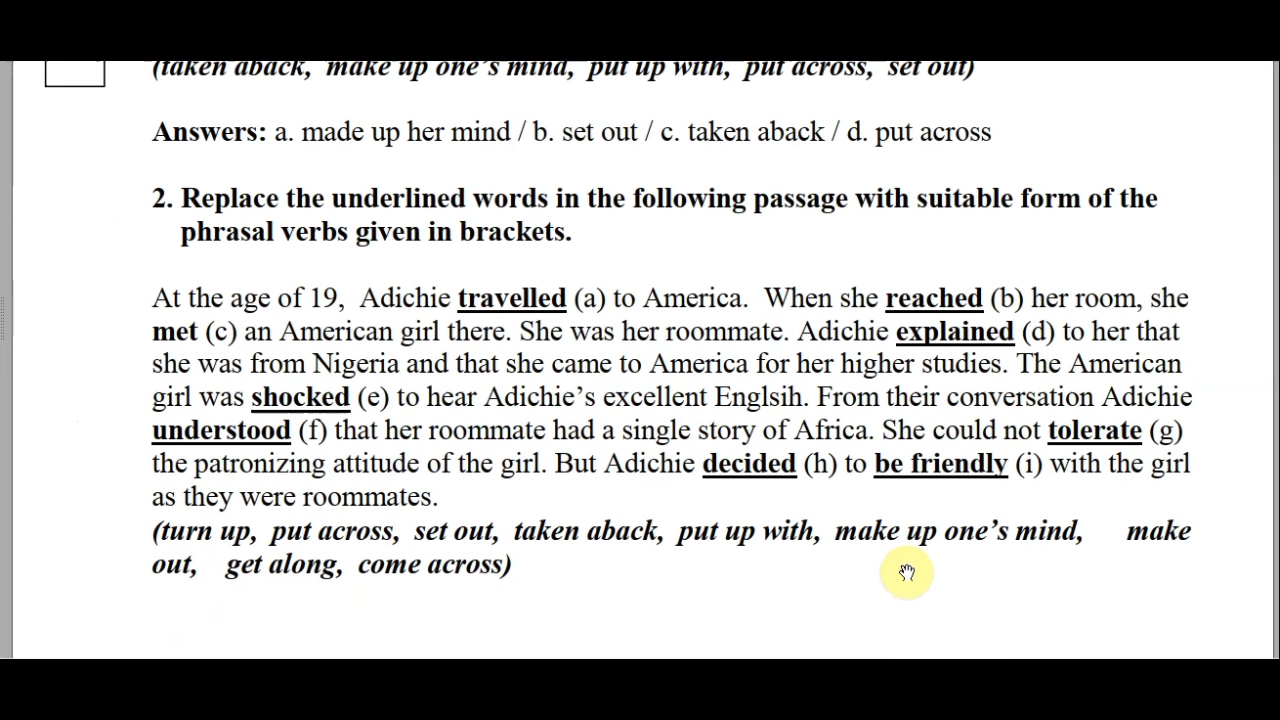 (taken aback, make up one's mind, put up with, put across, set out)
Answers: a. made up her mind / b. set out / c. taken aback / d. put across
2. Replace the underlined words in the following passage with suitable form of the
phrasal verbs given in brackets.
At the age of 19, Adichie travelled (a) to America. When she reached (b) her room, she
met (c) an American girl there. She was her roommate. Adichie explained (d) to her that
she was from Nigeria and that she came to America for her higher studies. The American
girl was shocked (e) to hear Adichie’s excellent Englsih. From their conversation Adichie
understood (f) that her roommate had a single story of Africa. She could not tolerate (g)
the patronizing attitude of the girl. But Adichie decided (h) to be friendly (i) with the girl
as they were roommates.
(turn up, put across, set out, taken aback, put up with, make up one’s mind, make
out, get along, come across)